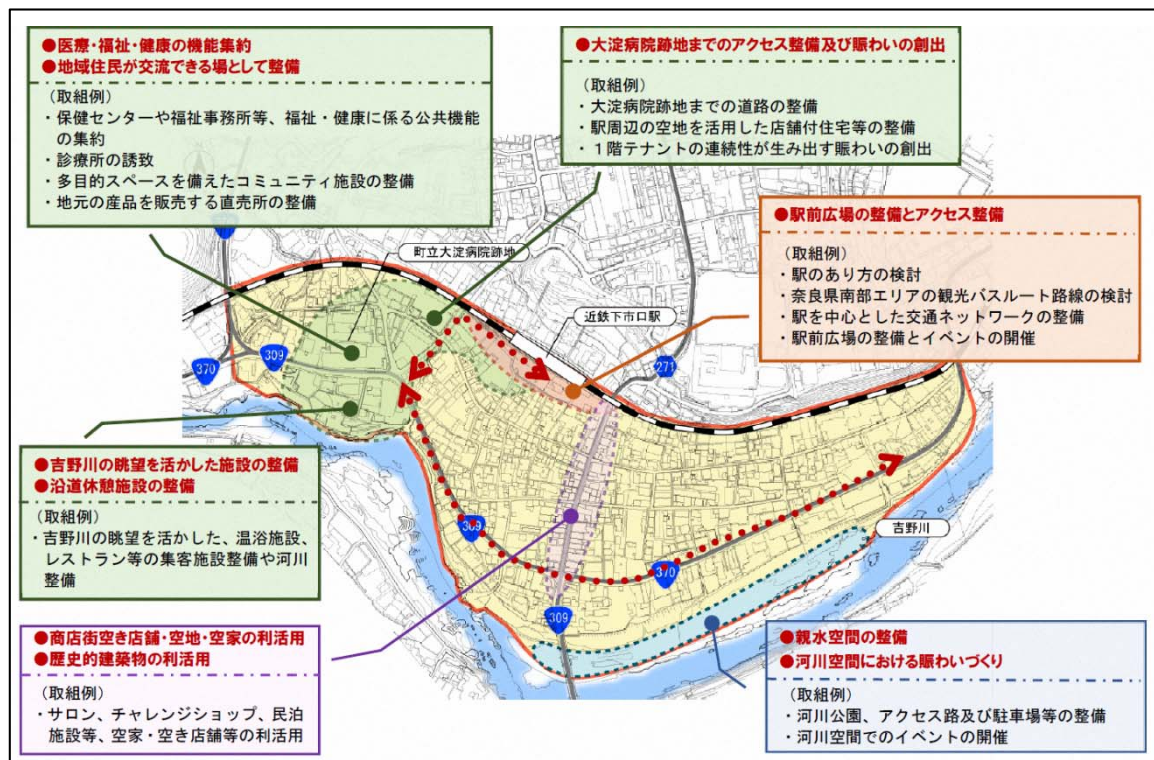 ●医療・福祉・健康の機能集約
●地域住民が交流できる場として整備
（取組例）
・保健センターや福祉事務所等、福祉・健康に係る公共機能
の集約
・診療所の誘致
・多目的スペースを備えたコミュニティ施設の整備
・地元の産品を販売する直売所の整備
●大淀病院跡地までのアクセス整備及び賑わいの創出
（取組例）
・大淀病院跡地までの道路の整備
・駅周辺の空地を活用した店舗付住宅等の整備
・１階テナントの連続性が生み出す賑わいの創出
●駅前広場の整備とアクセス整備
（取組例）
・駅のあり方の検討
・奈良県南部エリアの観光バスルート路線の検討
・駅を中心とした交通ネットワークの整備
・駅前広場の整備とイベントの開催
町立大淀病院跡地
近鉄下市口駅
271
309
370
●吉野川の眺望を活かした施設の整備
●沿道休憩施設の整備
（取組例）
・吉野川の眺望を活かした、温浴施設、
レストラン等の集客施設整備や河川
整備
吉野川
309
370
309
●商店街空き店舗・空地・空家の利活用
●歴史的建築物の利活用
（取組例）
・サロン、チャレンジショップ、民泊
施設等、空家・空き店舗等の利活用
●親水空間の整備
●河川空間における賑わいづくり
（取組例）
・河川公園、アクセス路及び駐車場等の整備
・河川空間でのイベントの開催